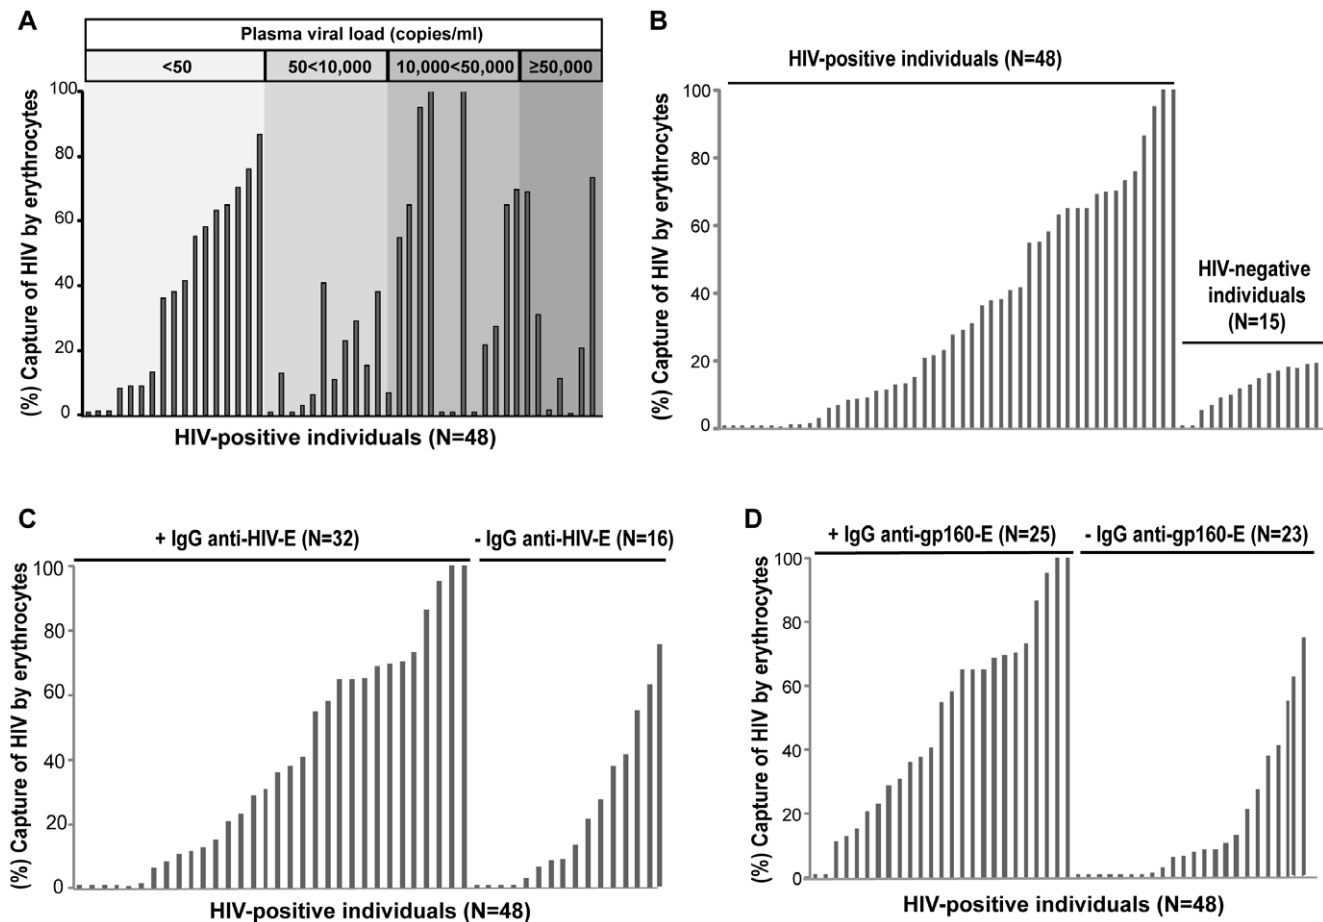 A
Plasma viral load (copies/ml)
<50
50<10,000
10,000<50,000
≥50,000
(%) Capture of HIV by erythrocytes
100
80
60
40
20
0
HIV-positive individuals (N=48)
B
HIV-positive individuals (N=48)
HIV-negative
individuals
(N=15)
(%) Capture of HIV by erythrocytes
100
80
60
40
20
0
C
+ IgG anti-HIV-E (N=32)
- IgG anti-HIV-E (N=16)
(%) Capture of HIV by erythrocytes
100
80
60
40
20
0
HIV-positive individuals (N=48)
D
+ IgG anti-gp160-E (N=25)
- IgG anti-gp160-E (N=23)
(%) Capture of HIV by erythrocytes
100
80
60
40
20
0
HIV-positive individuals (N=48)